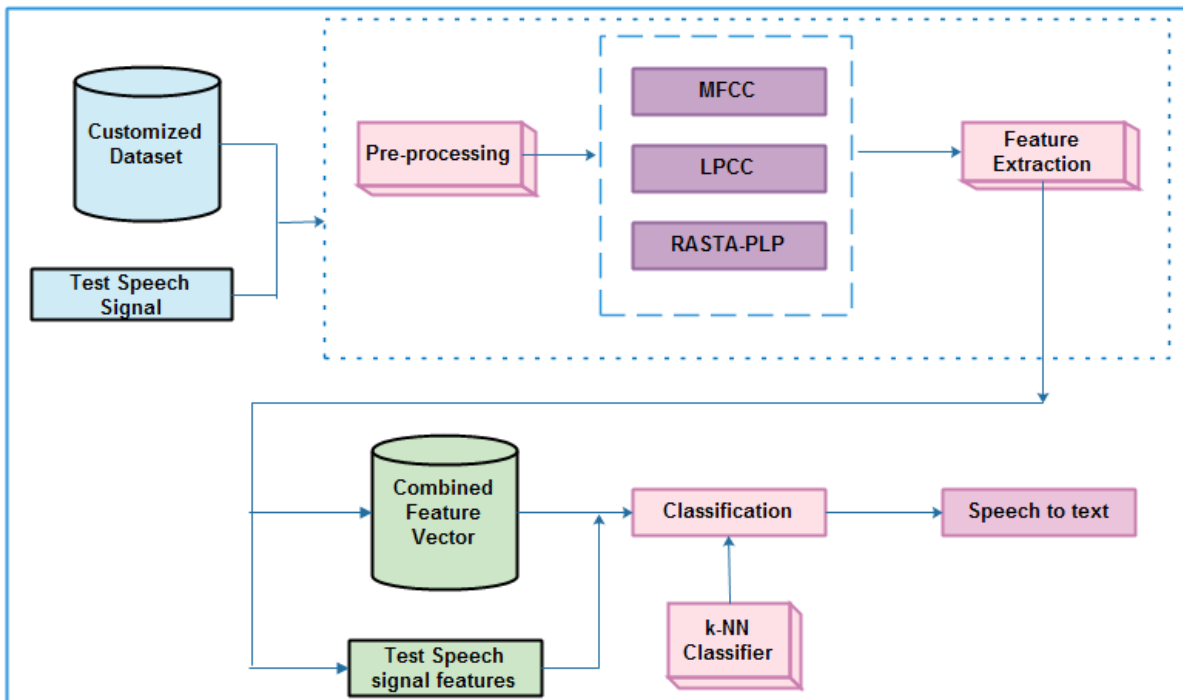 Customized
Dataset
Test Speech
Signal
Pre-processing
MFCC
LPCC
RASTA-PLP
Feature
Extraction
Combined
Feature
Vector
Test Speech
signal features
Classification
k-NN
Classifier
Speech to text